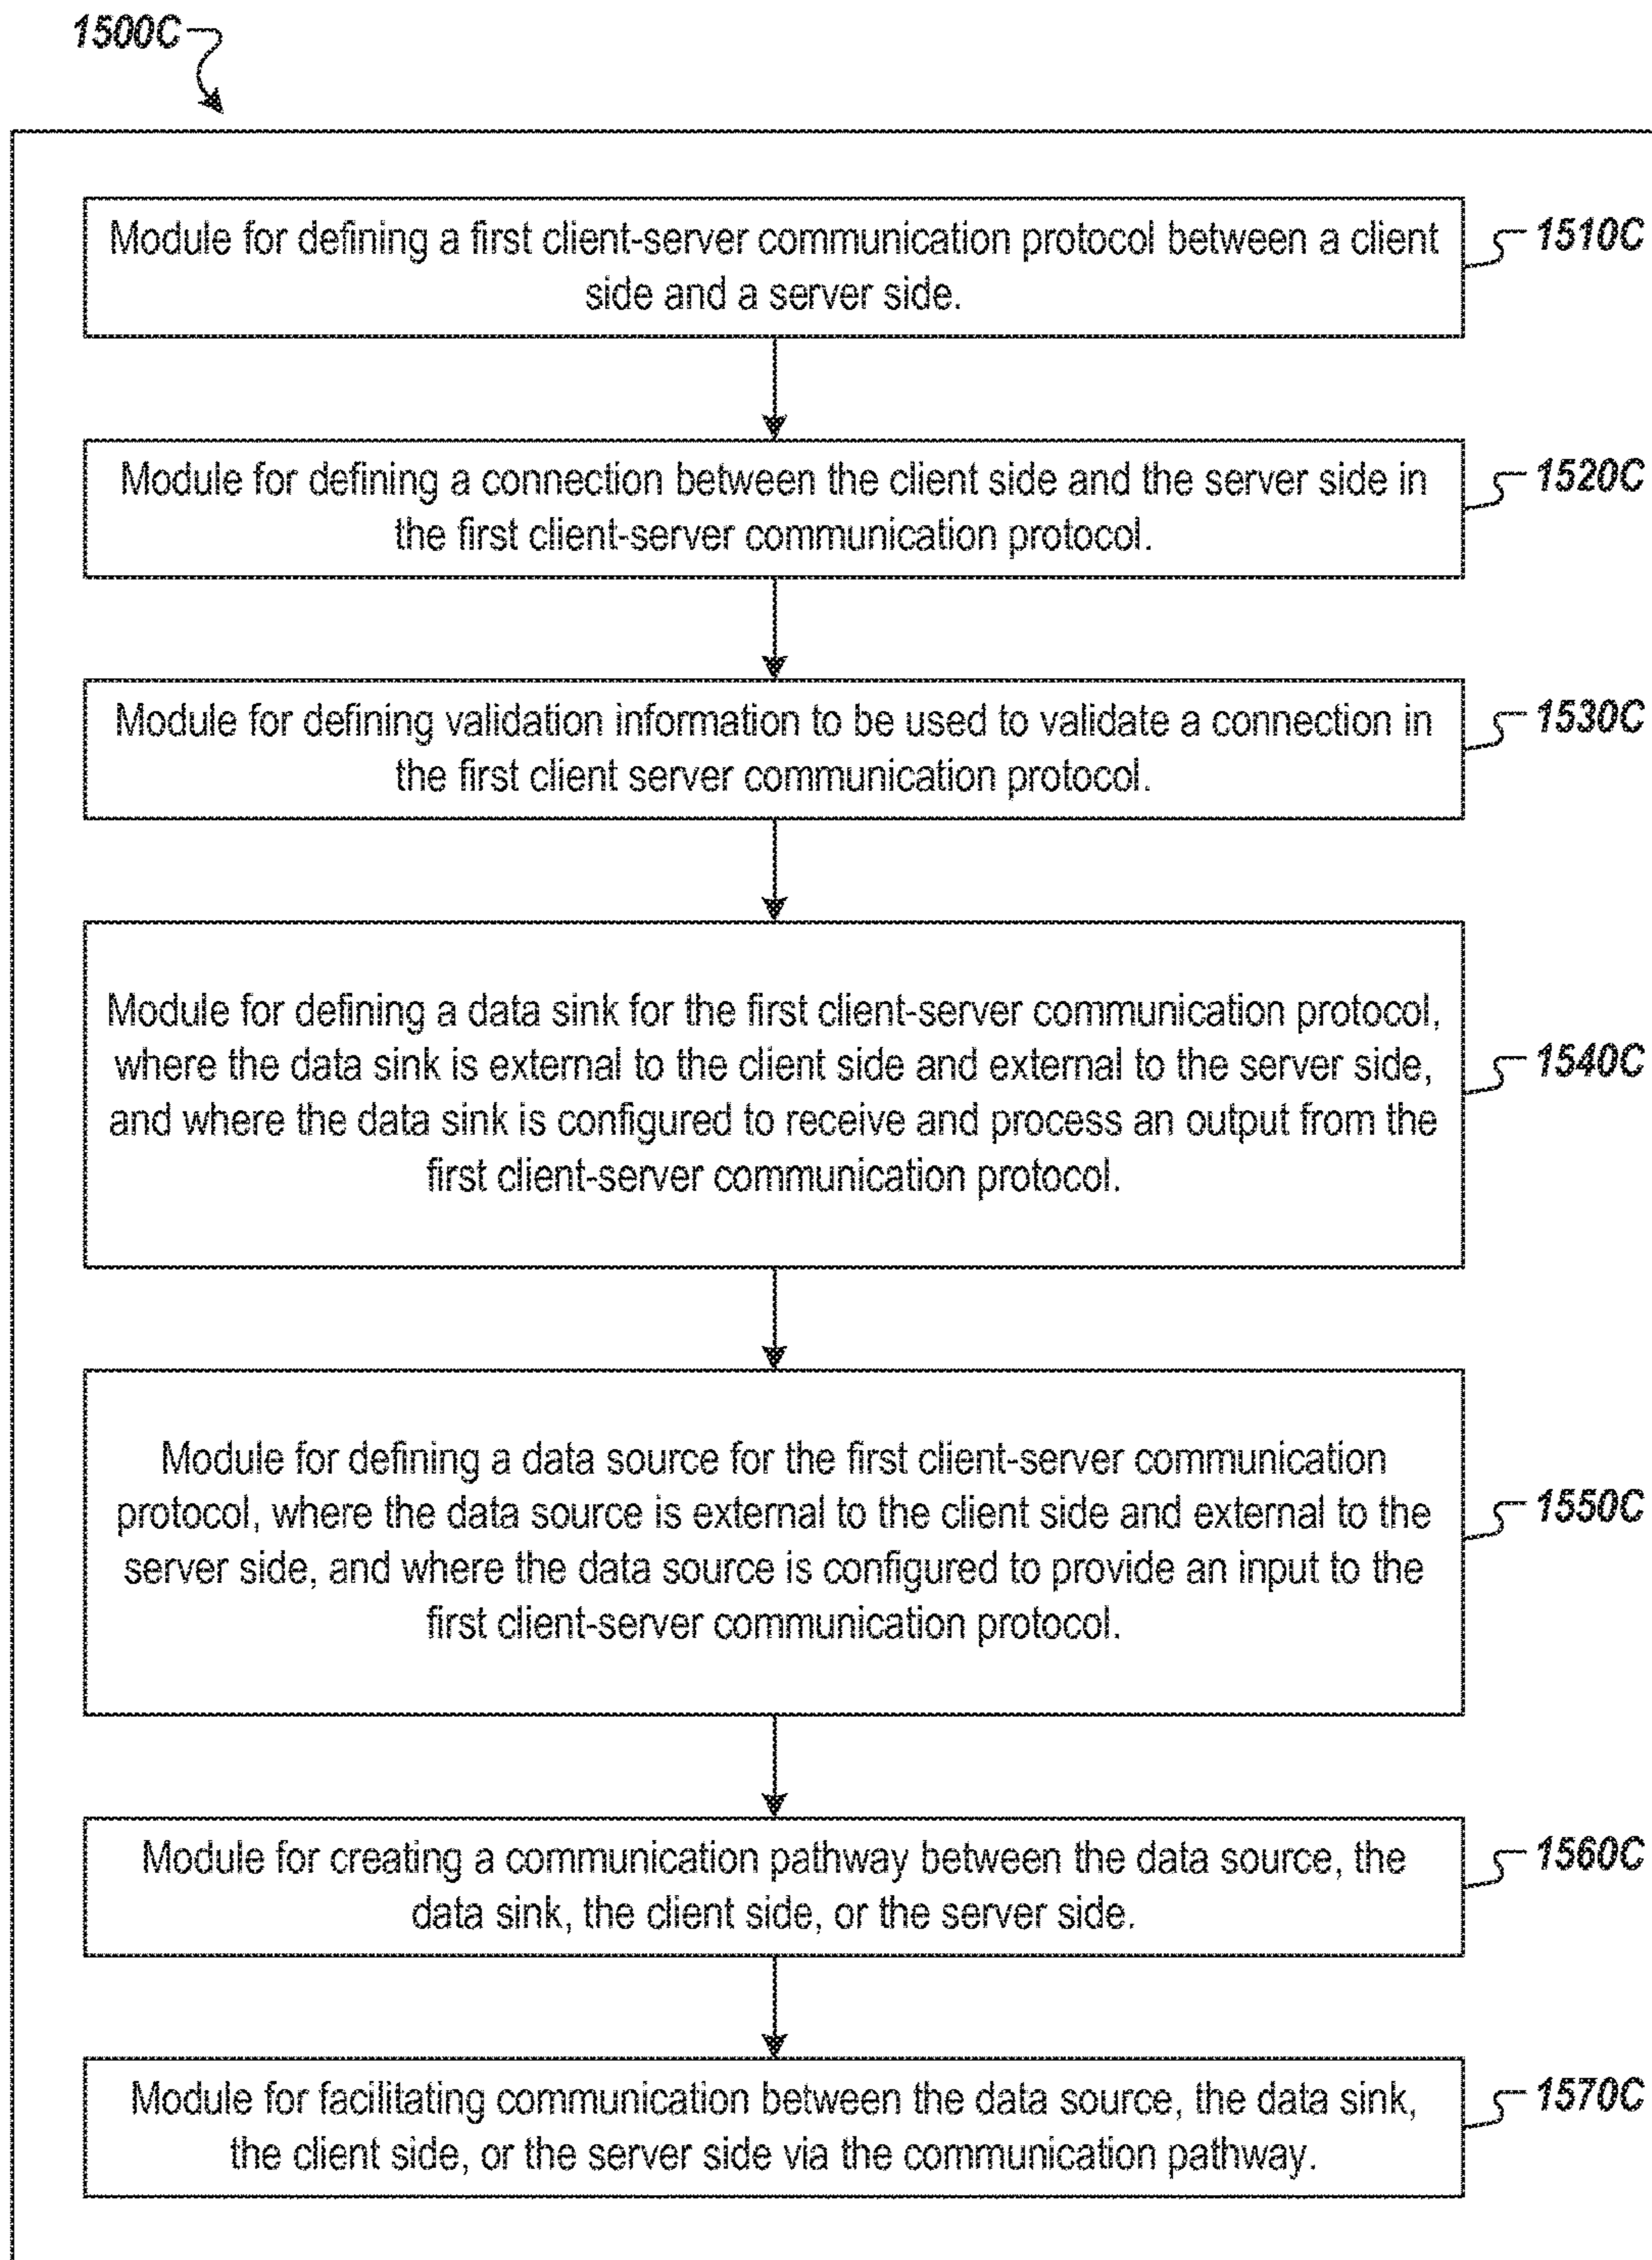 1500C
Module for defining a first client-server communication protocol between a client
side and a server side.
1510C
Module for defining a connection between the client side and the server side in
the first client-server communication protocol.
1520C
Module for defining validation information to be used to validate a connection in
the first client server communication protocol.
1530C
Module for defining a data sink for the first client-server communication protocol,
where the data sink is external to the client side and external to the server side,
and where the data sink is configured to receive and process an output from the
first client-server communication protocol.
1540C
Module for defining a data source for the first client-server communication
protocol, where the data source is external to the client side and external to the
server side, and where the data source is configured to provide an input to the
first client-server communication protocol.
1550C
Module for creating a communication pathway between the data source, the
data sink, the client side, or the server side.
1560C
Module for facilitating communication between the data source, the data sink,
the client side, or the server side via the communication pathway.
1570C